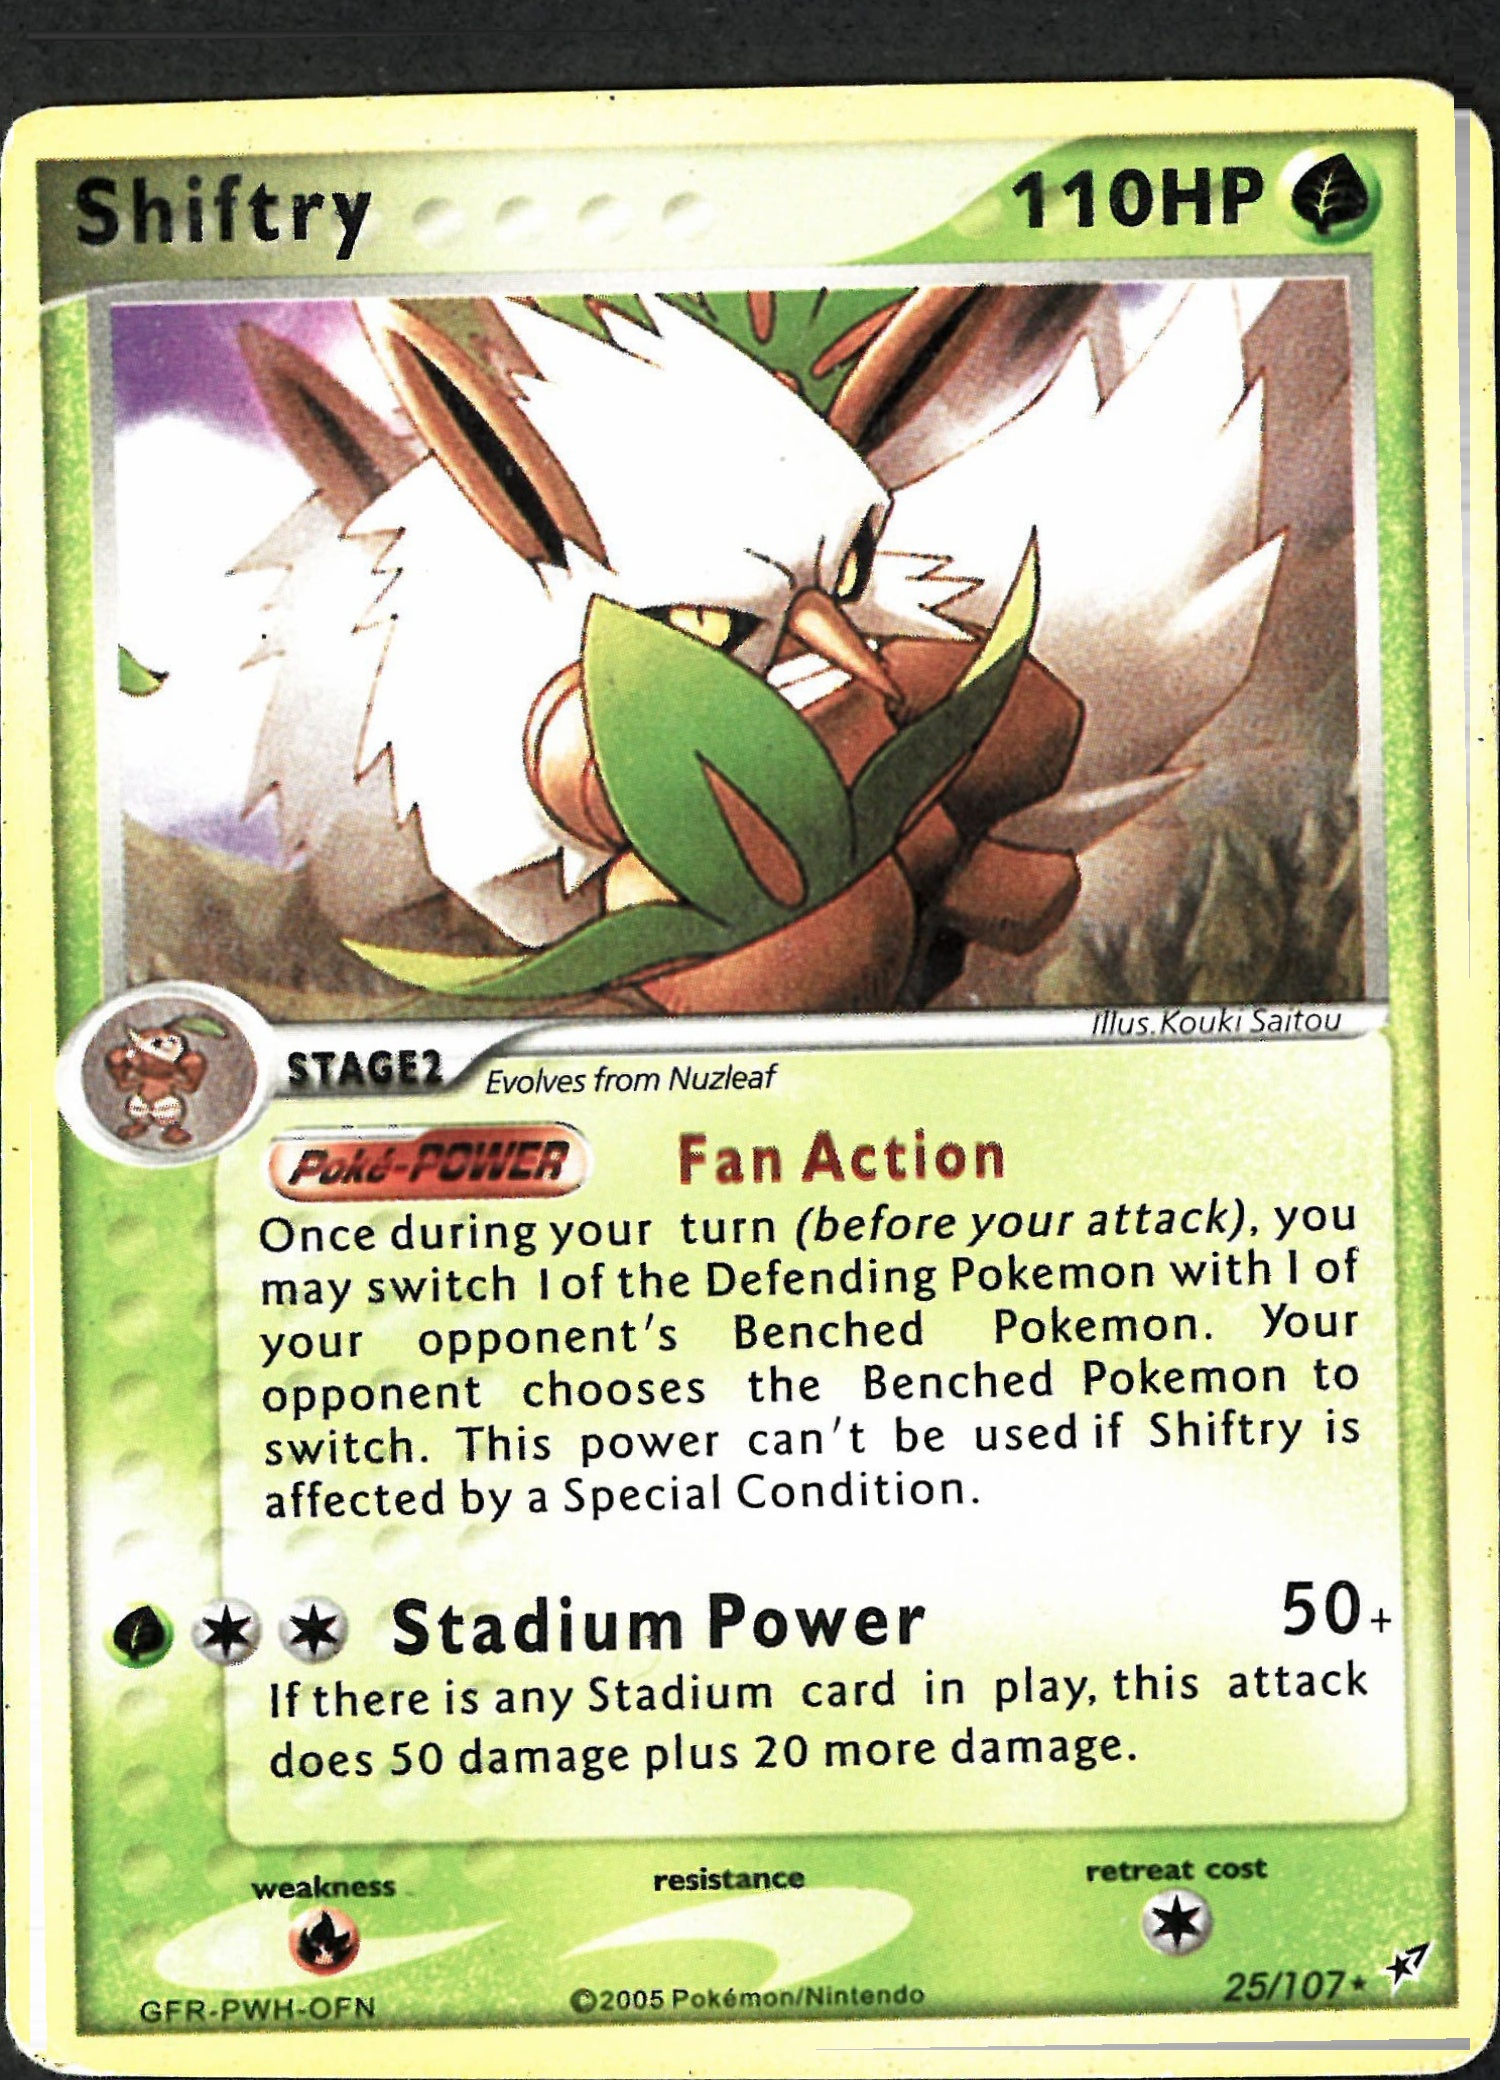 Shiftry 110HP
Illus.Kouki Saitou
STAGE2 Evolves from Nuzleaf
Poké-POWER Fan Action
Once during your turn (before your attack), you
may switch 1 of the Defending Pokemon with 1 of
your opponent's Benched Pokemon. Your
opponent chooses the Benched Pokemon to
switch. This power can't be used if Shiftry is
affected by a Special Condition.
Stadium Power 50+
If there is any Stadium card in play, this attack
does 50 damage plus 20 more damage.
weakness resistance retreat cost
GFR-PWH-OFN ©2005 Pokémon/Nintendo 25/107★